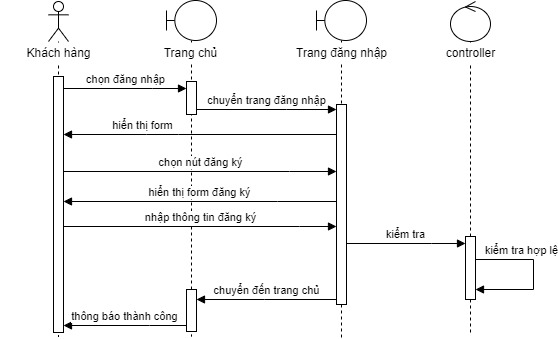 Khách hàng
Trang chủ
Trang đăng nhập
controller
chọn đăng nhập
chuyển trang đăng nhập
hiển thị form
chọn nút đăng ký
hiển thị form đăng ký
nhập thông tin đăng ký
kiểm tra
kiểm tra hợp lệ
chuyển đến trang chủ
thông báo thành công